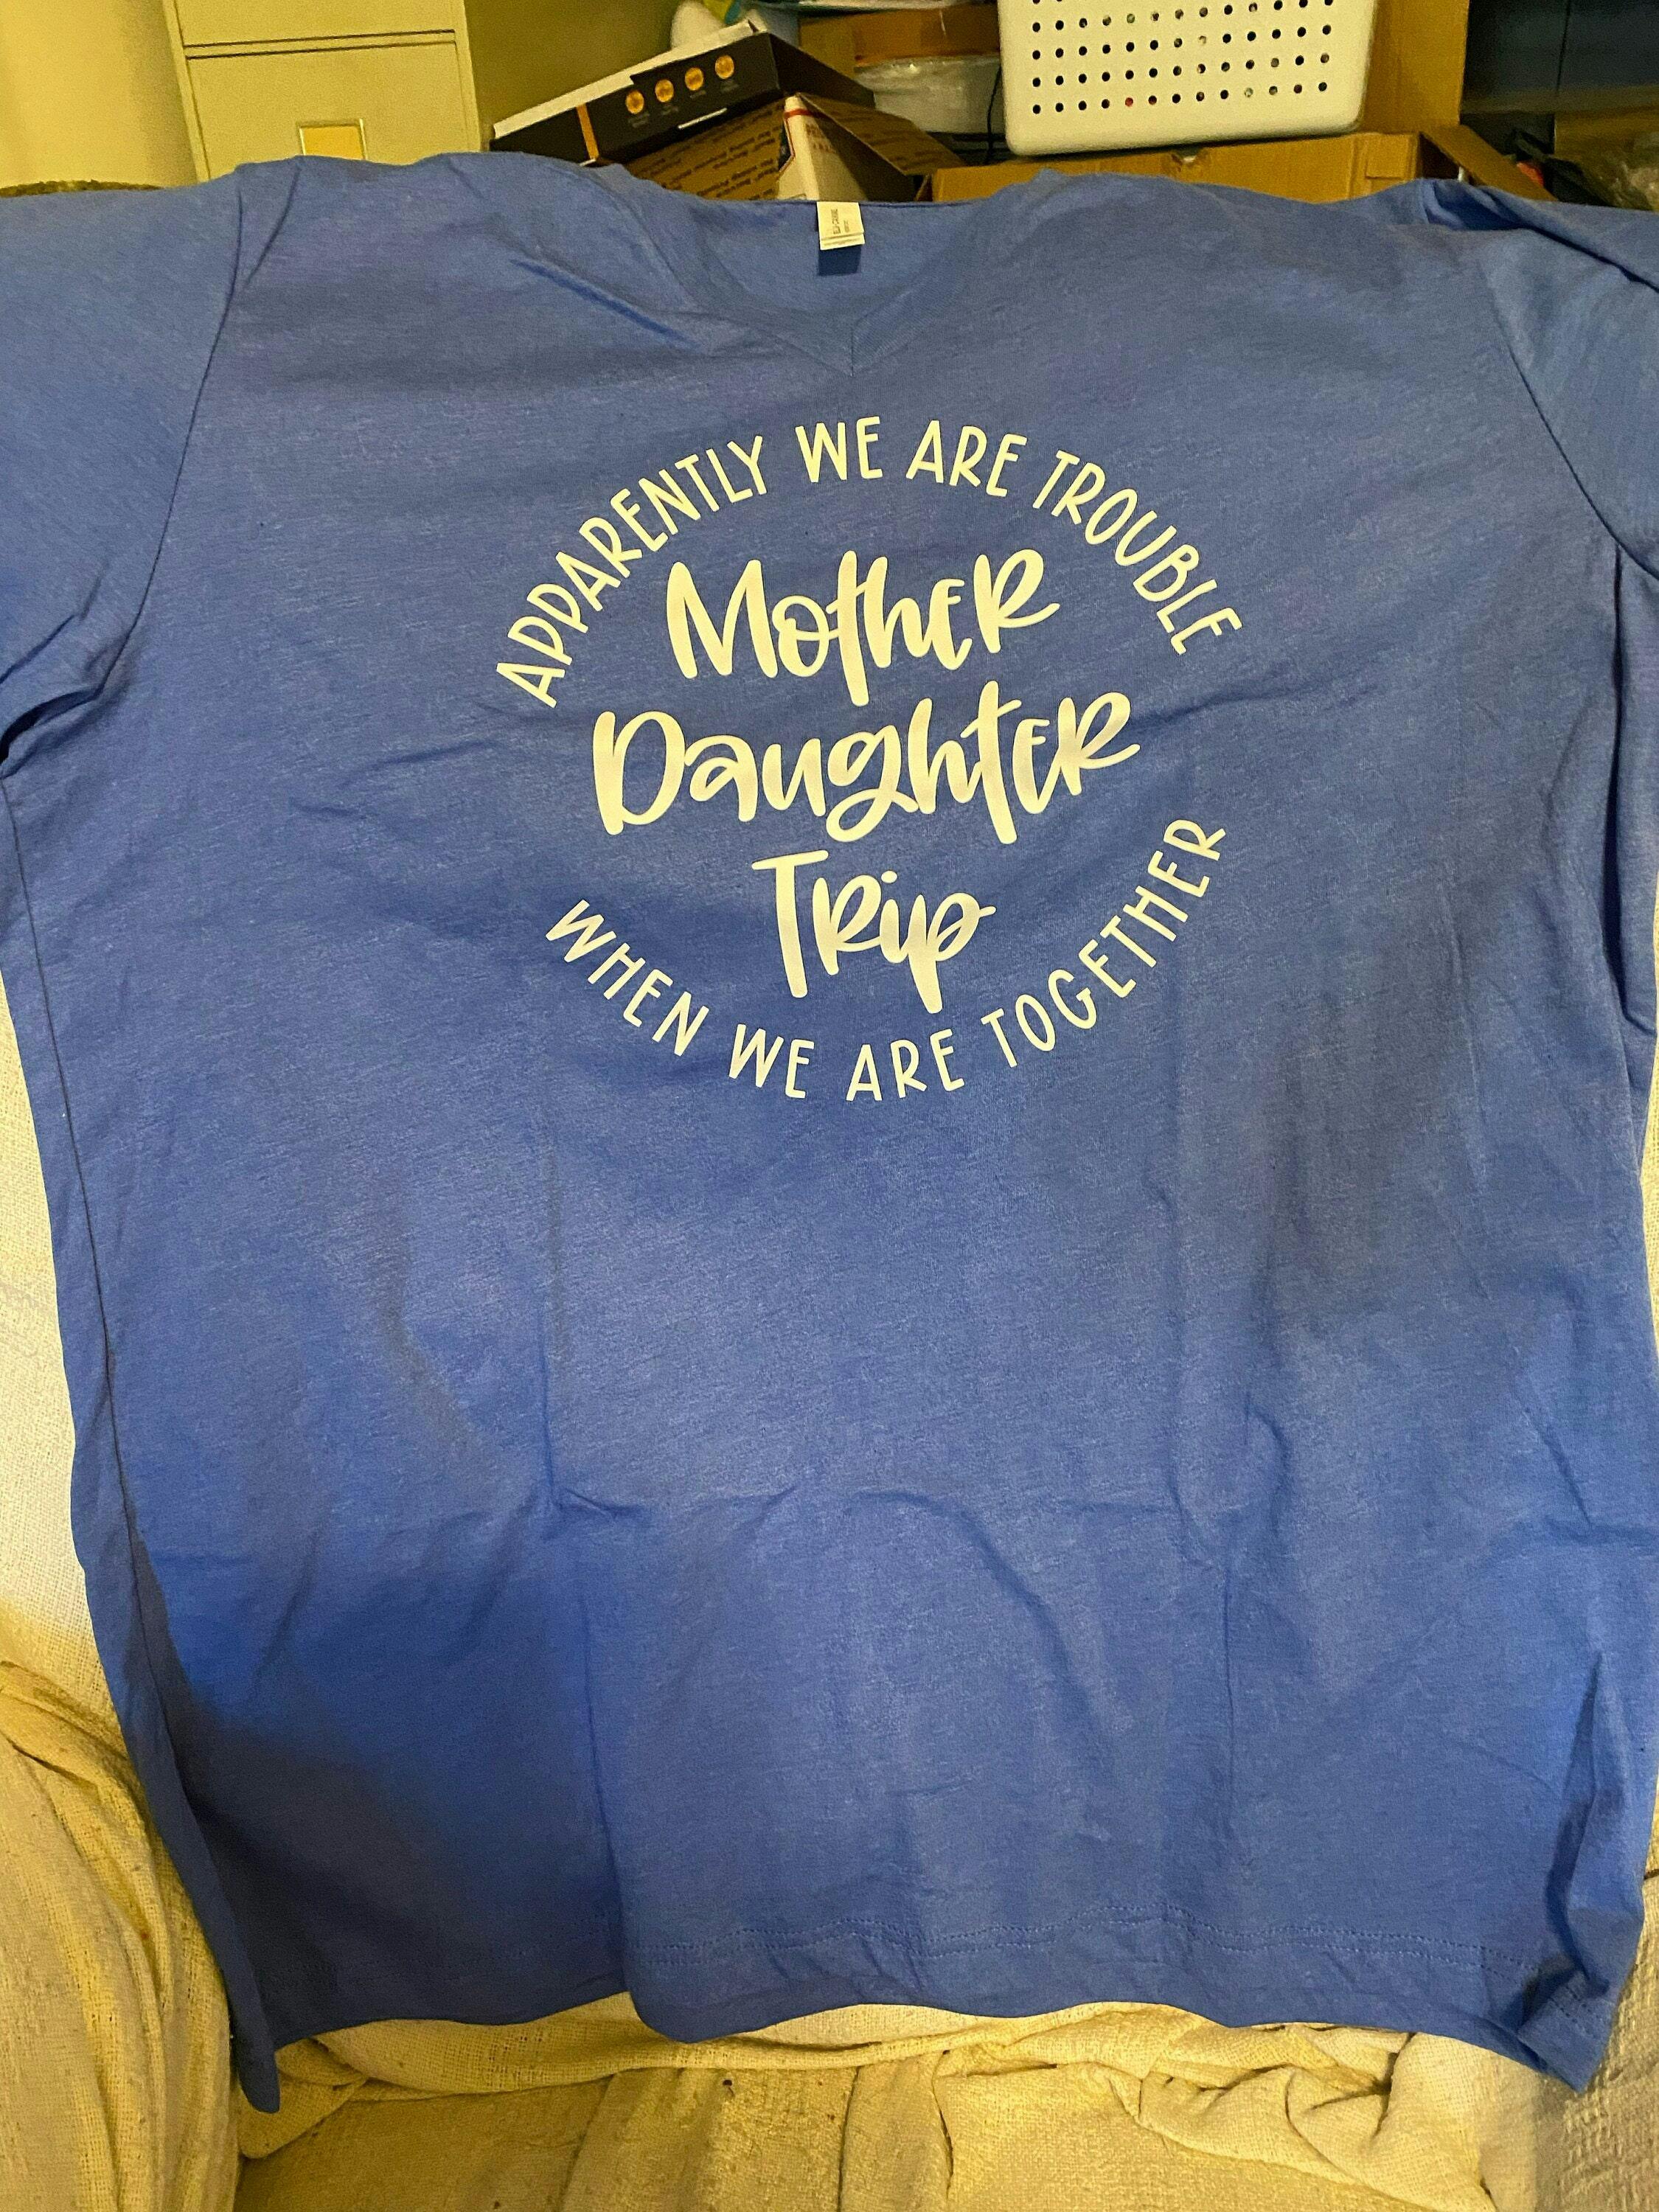 APPARENTLY WE ARE TROUBLE
MOTHER
DAUGHTER
TRIP
WHEN WE ARE TOGETHER